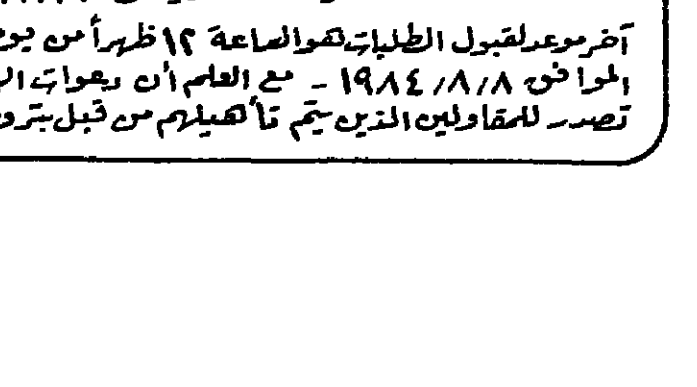 آخر موعد لقبول الطلبات هو الساعة ١٢ ظهراً من يوم
الموافق ١٩٨٤/٨/٨ - مع العلم أن دعوات
تصدر للمقاولين الذين يتم تأهيلهم من قبل